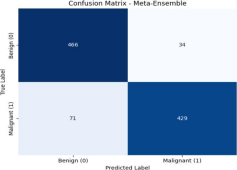 Confusion Matrix - Meta-Ensemble
True Label
Benign (0)
466
34
Malignant (1)
71
429
Benign (0)
Malignant (1)
Predicted Label